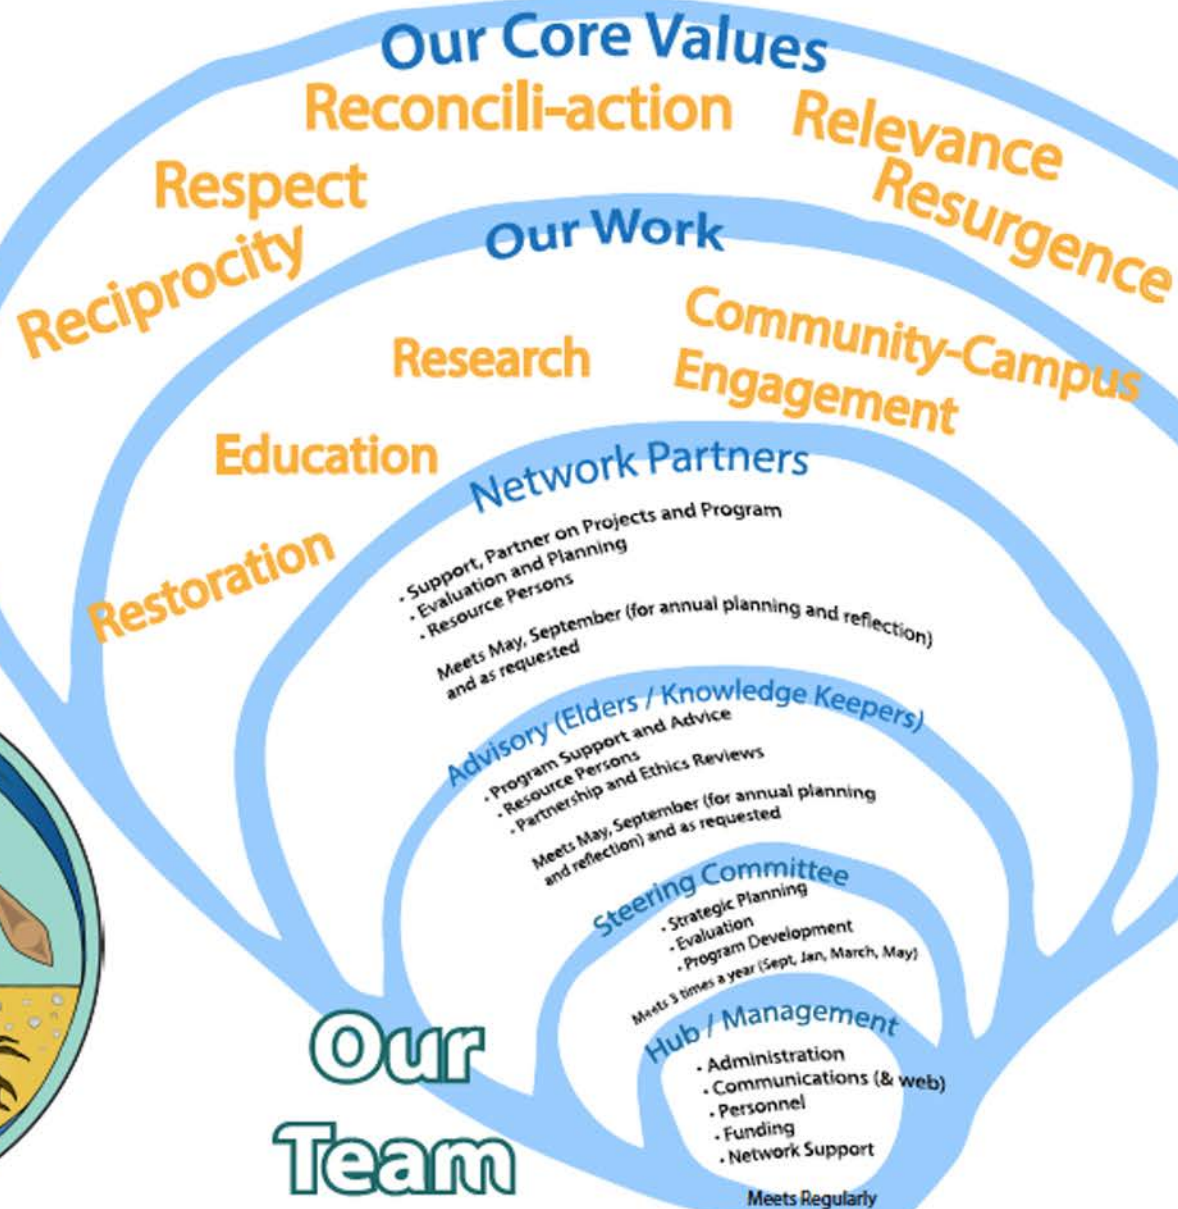 Our Core Values
Reconcili-action
Relevance
Respect
Resurgence
Reciprocity
Our Work
Community-Campus
Engagement
Research
Education
Restoration
Network Partners
· Support, Partner on Projects and Program
· Evaluation and Planning
· Resource Persons
Meets May, September (for annual planning and reflection)
and as requested
Advisory (Elders / Knowledge Keepers)
· Program Support and Advice
· Resource Persons
· Partnership and Ethics Reviews
Meets May, September (for annual planning
and reflection) and as requested
Steering Committee
· Strategic Planning
· Evaluation
· Program Development
Meets 3 times a year (Sept, Jan, March, May)
Hub / Management
· Administration
· Communications (& web)
· Personnel
· Funding
· Network Support
Meets Regularly
Our
Team